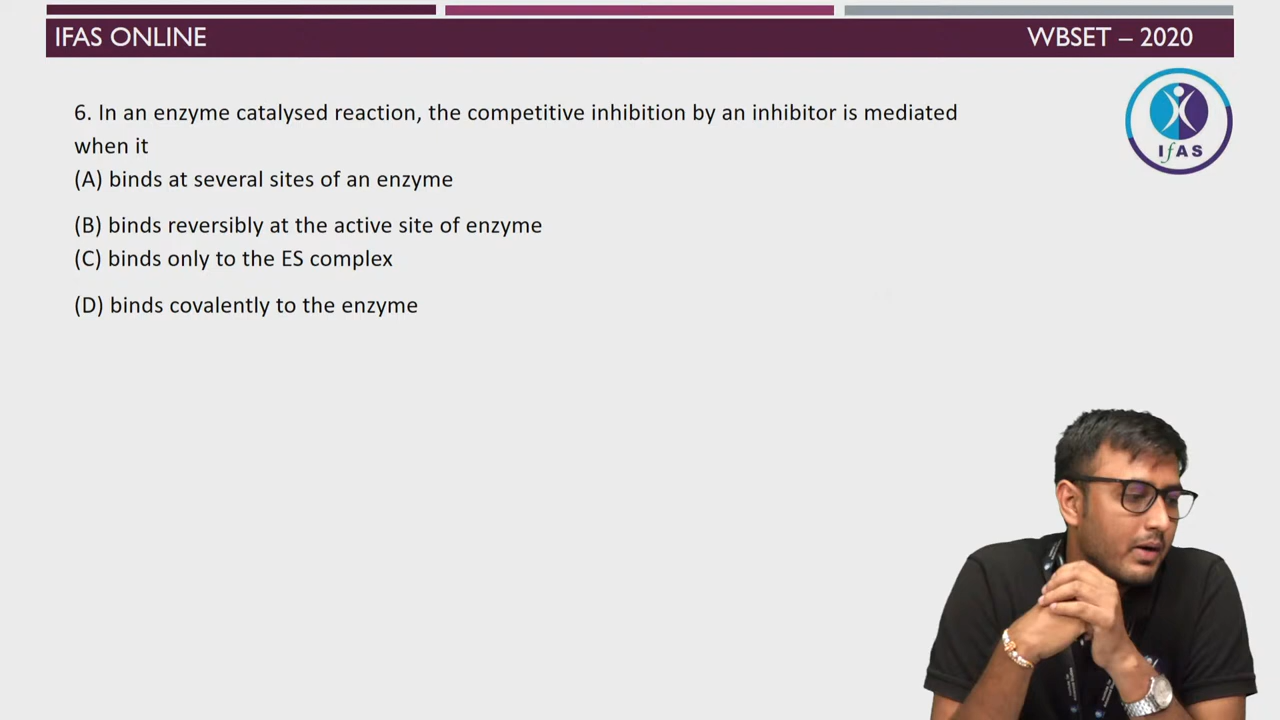 IFAS ONLINE
WBSET – 2020
6. In an enzyme catalysed reaction, the competitive inhibition by an inhibitor is mediated
when it
(A) binds at several sites of an enzyme
(B) binds reversibly at the active site of enzyme
(C) binds only to the ES complex
(D) binds covalently to the enzyme
IfAS